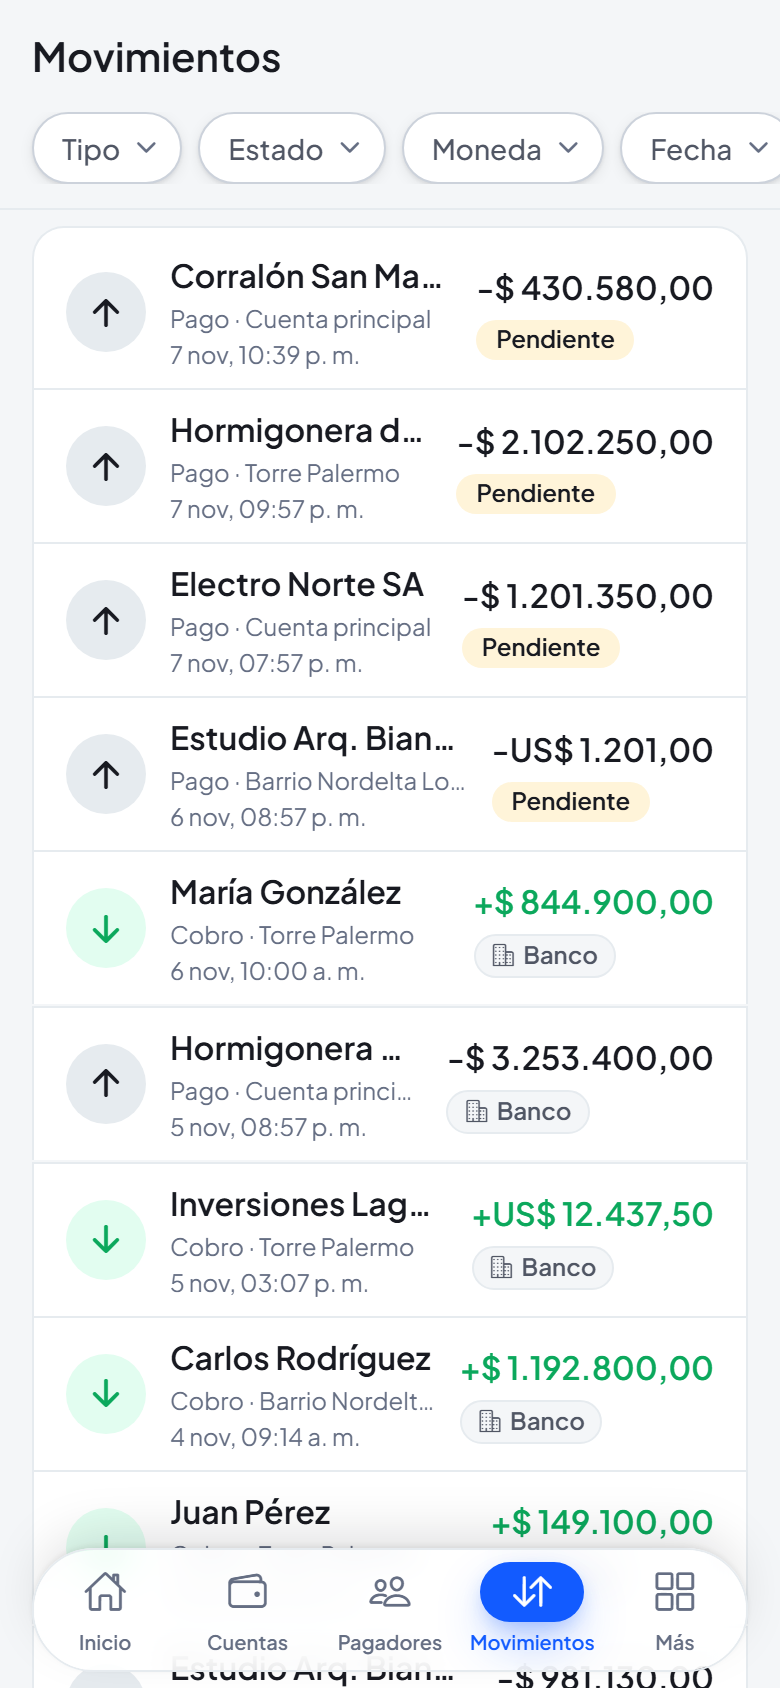 Movimientos
Tipo
Estado
Moneda
Fecha
Corralón San Ma...
-$ 430.580,00
Pago · Cuenta principal
Pendiente
7 nov, 10:39 p. m.
Hormigonera d...
-$ 2.102.250,00
Pago · Torre Palermo
Pendiente
7 nov, 09:57 p. m.
Electro Norte SA
-$ 1.201.350,00
Pago · Cuenta principal
Pendiente
7 nov, 07:57 p. m.
Estudio Arq. Bian...
-US$ 1.201,00
Pago · Barrio Nordelta Lo...
Pendiente
6 nov, 08:57 p. m.
María González
+$ 844.900,00
Cobro · Torre Palermo
Banco
6 nov, 10:00 a. m.
Hormigonera ...
-$ 3.253.400,00
Pago · Cuenta princi...
Banco
5 nov, 08:57 p. m.
Inversiones Lag...
+US$ 12.437,50
Cobro · Torre Palermo
Banco
5 nov, 03:07 p. m.
Carlos Rodríguez
+$ 1.192.800,00
Cobro · Barrio Nordelt...
Banco
4 nov, 09:14 a. m.
Juan Pérez
+$ 149.100,00
Inicio
Cuentas
Pagadores
Movimientos
Más
Estudio Arq. Bian...
-$ 981.130,00